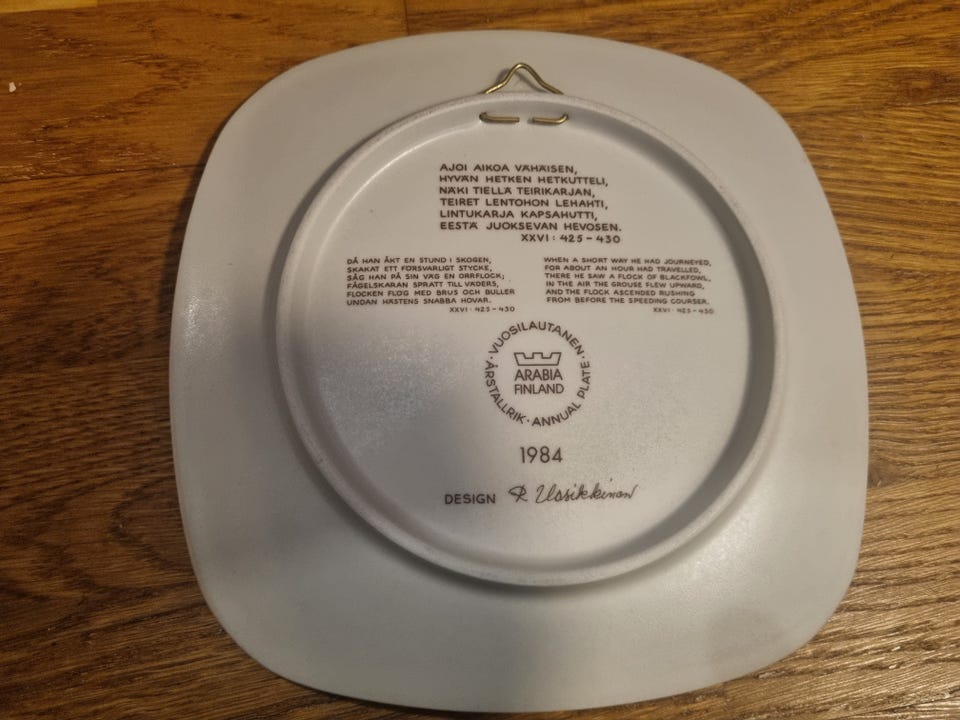 AJOI AIKOA VÄHÄISEN,
HYVÄN HETKEN HETKUTTELI,
NÄKI TIELLÄ TEIRIKARJAN,
TEIRET LENTOHON LEHAHTI,
LINTUKARJA KAPSAHUTTI,
EESTÄ JUOKSEVAN HEVOSEN.
XXVI : 425 – 430
DÅ HAN ÅKT EN STUND I SKOGEN,
SKAKAT ETT FÖRSVARLIGT STYCKE,
SÅG HAN PÅ SIN VÄG EN ORRFLOCK;
FÅGELSKARAN SPRATT TILL VÄDERS,
FLOCKEN FLÖG MED BRUS OCH BULLER
UNDAN HÄSTENS SNABBA HOVAR.
XXVI : 425 – 430
WHEN A SHORT WAY HE HAD JOURNEYED,
FOR ABOUT AN HOUR HAD TRAVELLED,
THERE HE SAW A FLOCK OF BLACKFOWL,
IN THE AIR THE GROUSE FLEW UPWARD,
AND THE FLOCK ASCENDED RUSHING
FROM BEFORE THE SPEEDING COURSER.
XXVI : 425 – 430
· VUOSILAUTANEN · ANNUAL PLATE · ÅRSTALLRIK
ARABIA
FINLAND
1984
DESIGN R. Uosikkinen